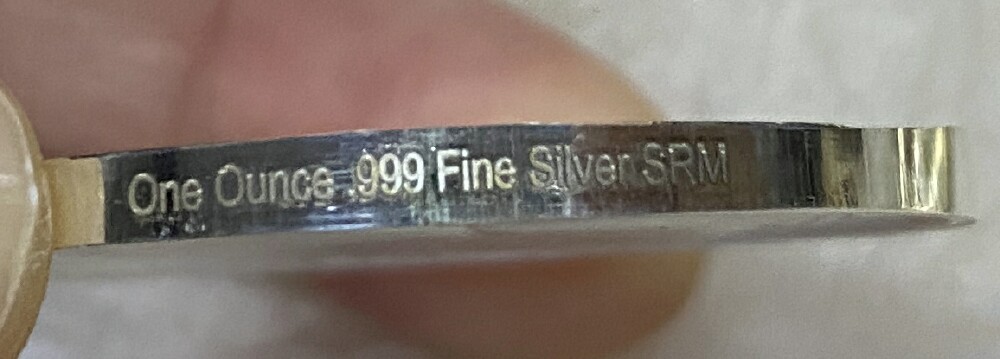 One Ounce .999 Fine Silver SRM